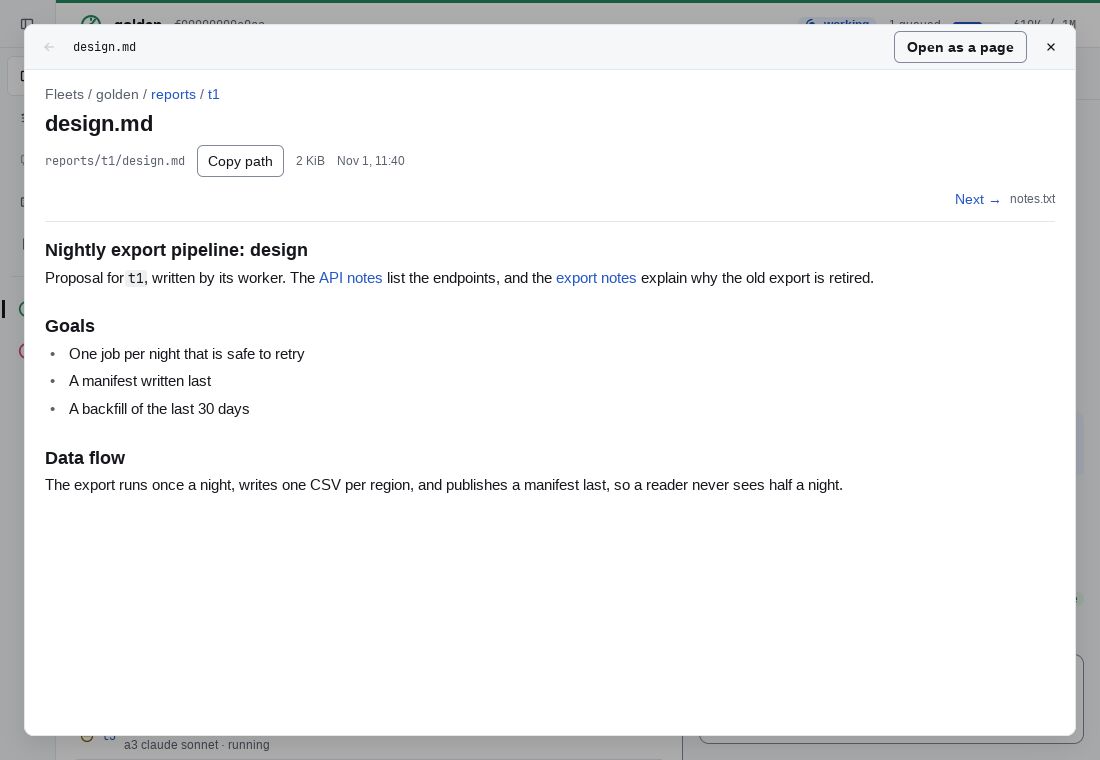 golden
working
1 queued
design.md
Open as a page
Fleets / golden / reports / t1
design.md
reports/t1/design.md
Copy path
2 KiB
Nov 1, 11:40
Next →
notes.txt
Nightly export pipeline: design
Proposal for t1, written by its worker. The API notes list the endpoints, and the export notes explain why the old export is retired.
Goals
• One job per night that is safe to retry
• A manifest written last
• A backfill of the last 30 days
Data flow
The export runs once a night, writes one CSV per region, and publishes a manifest last, so a reader never sees half a night.
a3 claude sonnet · running